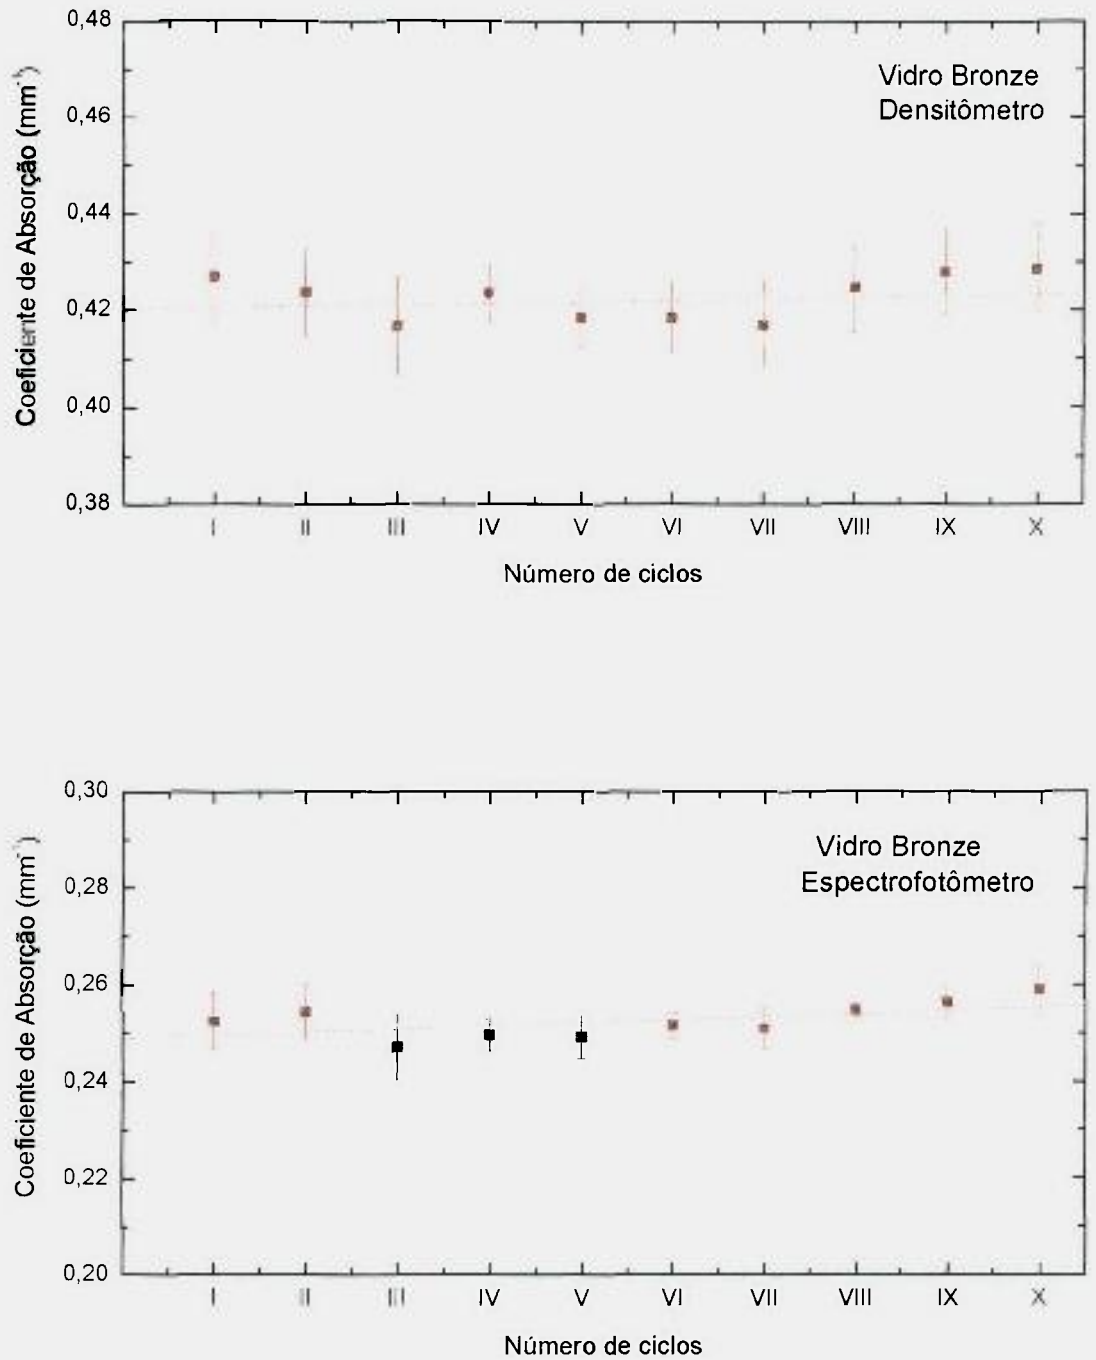 0,48
0,46
0,44
0,42
0,40
0,38
Coeficiente de Absorção (mm⁻¹)
Vidro Bronze
Densitômetro
I II III IV V VI VII VIII IX X
Número de ciclos
0,30
0,28
0,26
0,24
0,22
0,20
Coeficiente de Absorção (mm⁻¹)
Vidro Bronze
Espectrofotômetro
I II III IV V VI VII VIII IX X
Número de ciclos